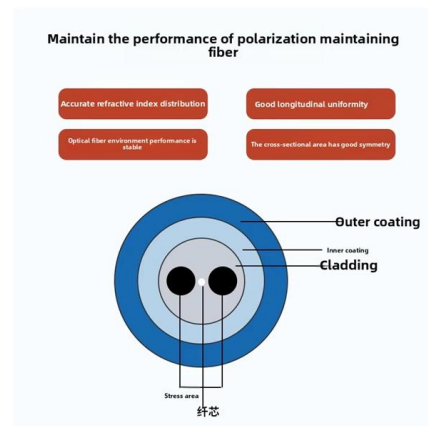 Maintain the performance of polarization maintaining
fiber
Accurate refractive index distribution
Good longitudinal uniformity
Optical fiber environment performance is
stable
The cross-sectional area has good symmetry
Outer coating
Inner coating
Cladding
Stress area
纤芯